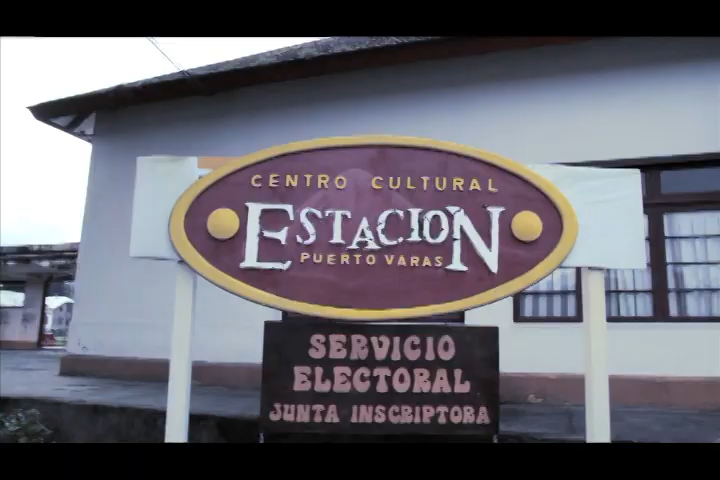 CENTRO CULTURAL
ESTACION
PUERTO VARAS
SERVICIO
ELECTORAL
JUNTA INSCRIPTORA